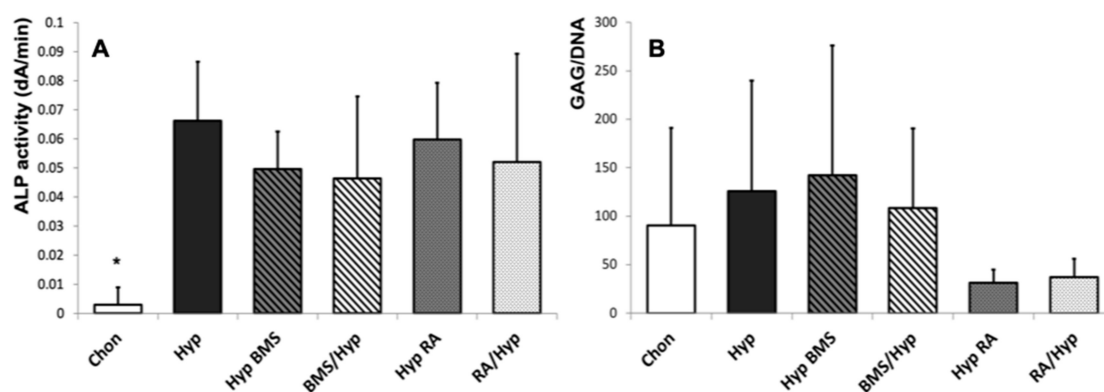 A
ALP activity (dA/min)
0.1
0.09
0.08
0.07
0.06
0.05
0.04
0.03
0.02
0.01
0
*
Chon
Hyp
Hyp BMS
BMS/Hyp
Hyp RA
RA/Hyp
B
GAG/DNA
300
250
200
150
100
50
0
Chon
Hyp
Hyp BMS
BMS/Hyp
Hyp RA
RA/Hyp